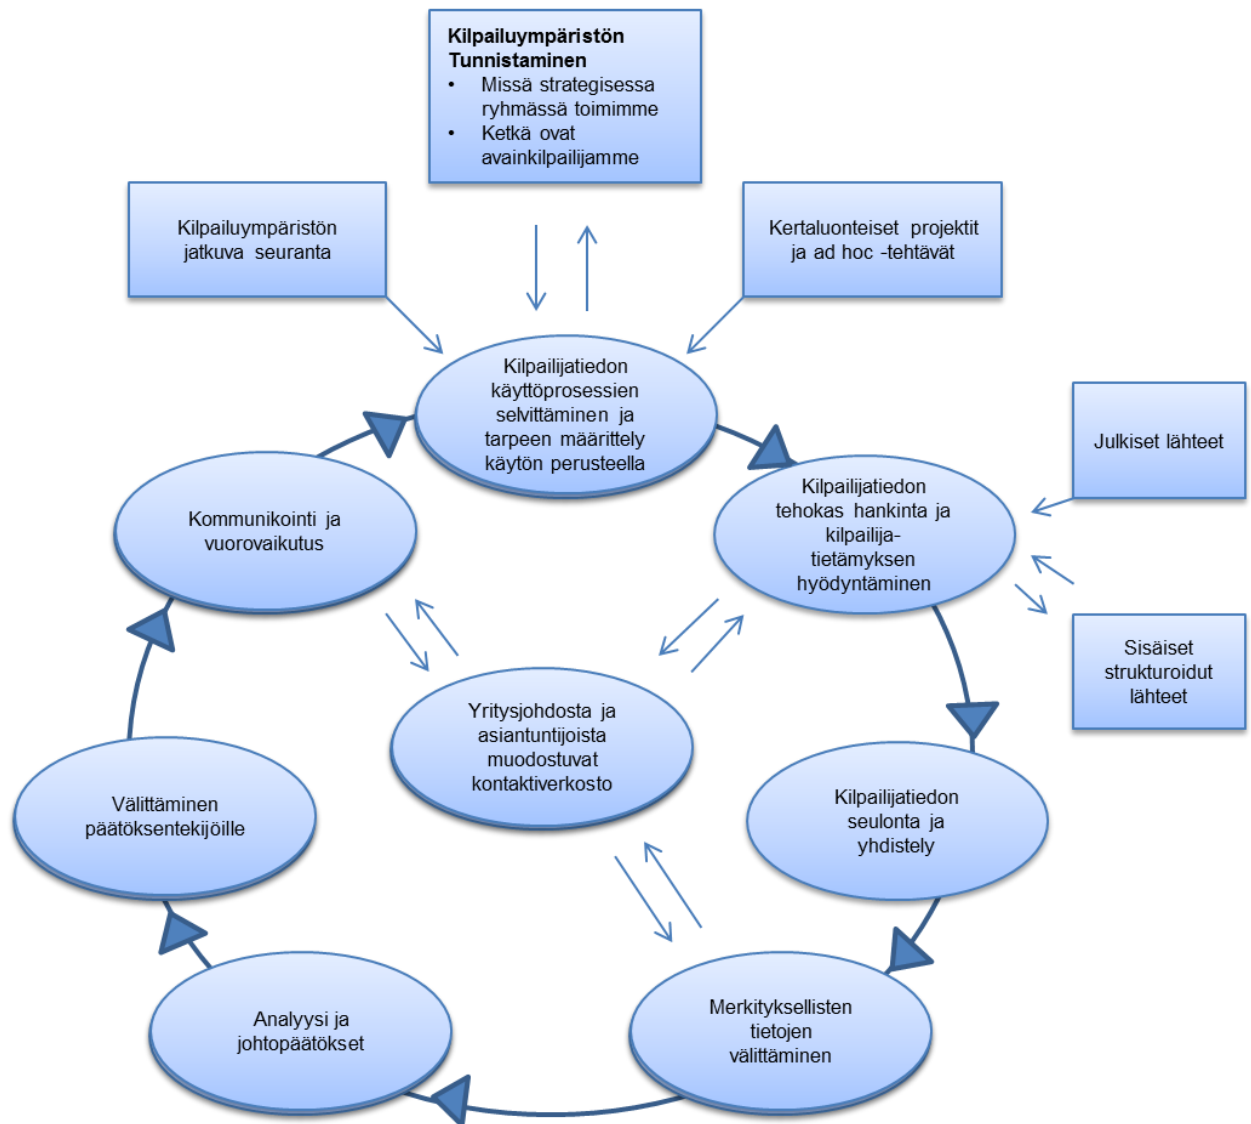 Kilpailuympäristön
Tunnistaminen
• Missä strategisessa
ryhmässä toimimme
• Ketkä ovat
avainkilpailijamme
Kilpailuympäristön
jatkuva seuranta
Kertaluonteiset projektit
ja ad hoc -tehtävät
Kilpailijatiedon
käyttöprosessien
selvittäminen ja
tarpeen määrittely
käytön perusteella
Julkiset lähteet
Kilpailijatiedon
tehokas hankinta ja
kilpailija-
tietämyksen
hyödyntäminen
Kommunikointi ja
vuorovaikutus
Sisäiset
strukturoidut
lähteet
Yritysjohdosta ja
asiantuntijoista
muodostuvat
kontaktiverkosto
Välittäminen
päätöksentekijöille
Kilpailijatiedon
seulonta ja
yhdistely
Analyysi ja
johtopäätökset
Merkityksellisten
tietojen
välittäminen